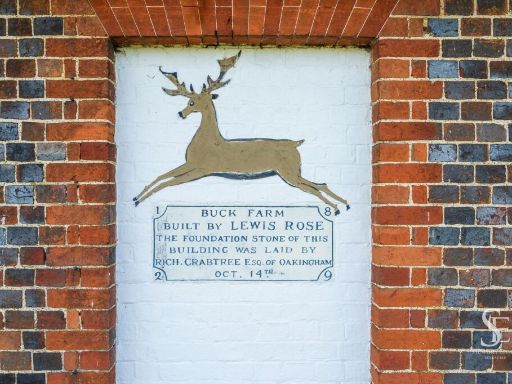 BUCK FARM
1 8
BUILT BY LEWIS ROSE
THE FOUNDATION STONE OF THIS
BUILDING WAS LAID BY
RICH. CRABTREE ESQ. OF OAKINGHAM
2 9
OCT. 14TH